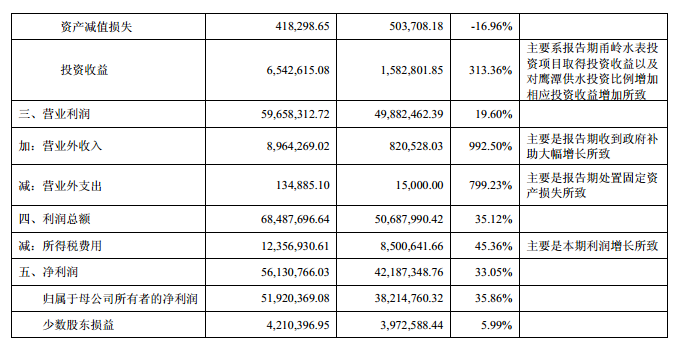 资产减值损失 418,298.65 503,708.18 -16.96%
投资收益 6,542,615.08 1,582,801.85 313.36% 主要系报告期甬岭水表投
资项目取得投资收益以及
对鹰潭供水投资比例增加
相应投资收益增加所致
三、营业利润 59,658,312.72 49,882,462.39 19.60%
加：营业外收入 8,964,269.02 820,528.03 992.50% 主要是报告期收到政府补
助大幅增长所致
减：营业外支出 134,885.10 15,000.00 799.23% 主要是报告期处置固定资
产损失所致
四、利润总额 68,487,696.64 50,687,990.42 35.12%
减：所得税费用 12,356,930.61 8,500,641.66 45.36% 主要是本期利润增长所致
五、净利润 56,130,766.03 42,187,348.76 33.05%
归属于母公司所有者的净利润 51,920,369.08 38,214,760.32 35.86%
少数股东损益 4,210,396.95 3,972,588.44 5.99%